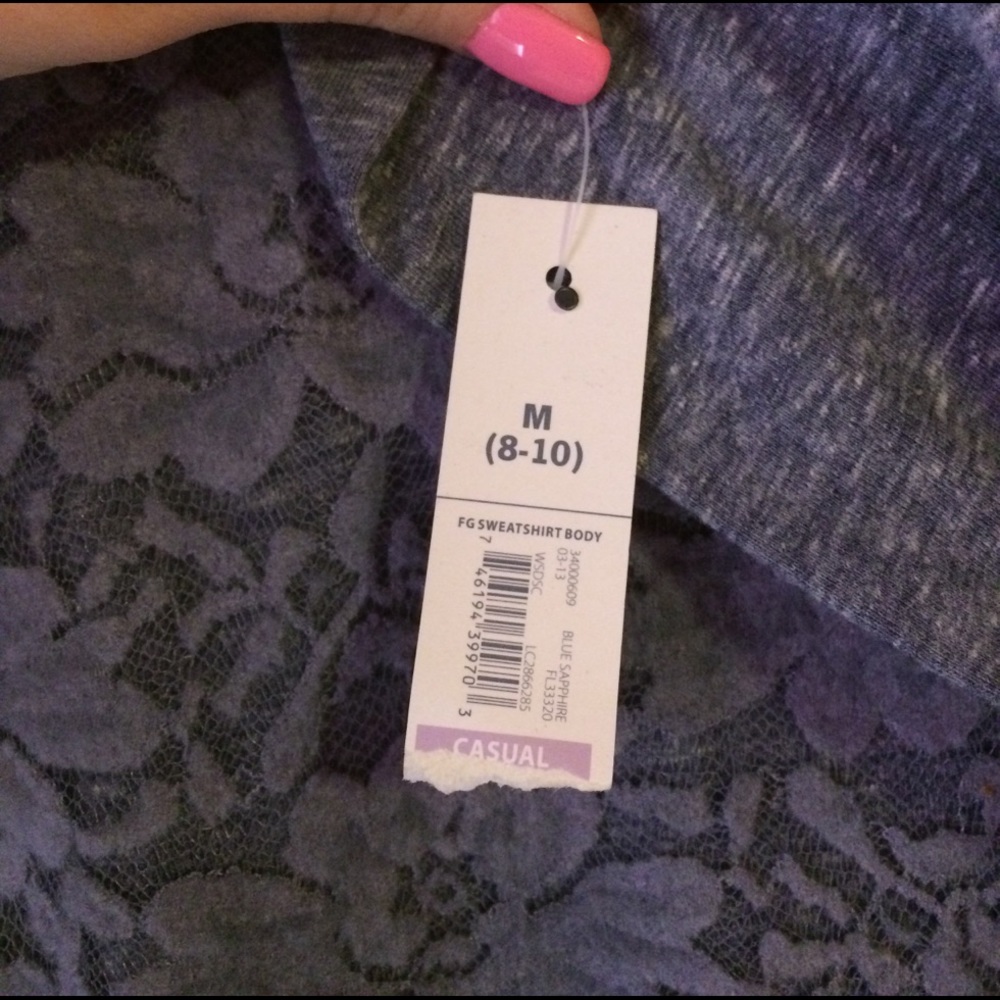 M
(8-10)
FG SWEATSHIRT BODY
34000609 BLUE SAPPHIRE
03-13 FL33320
WSDSC LC2866285
7 46194 39970 3
CASUAL